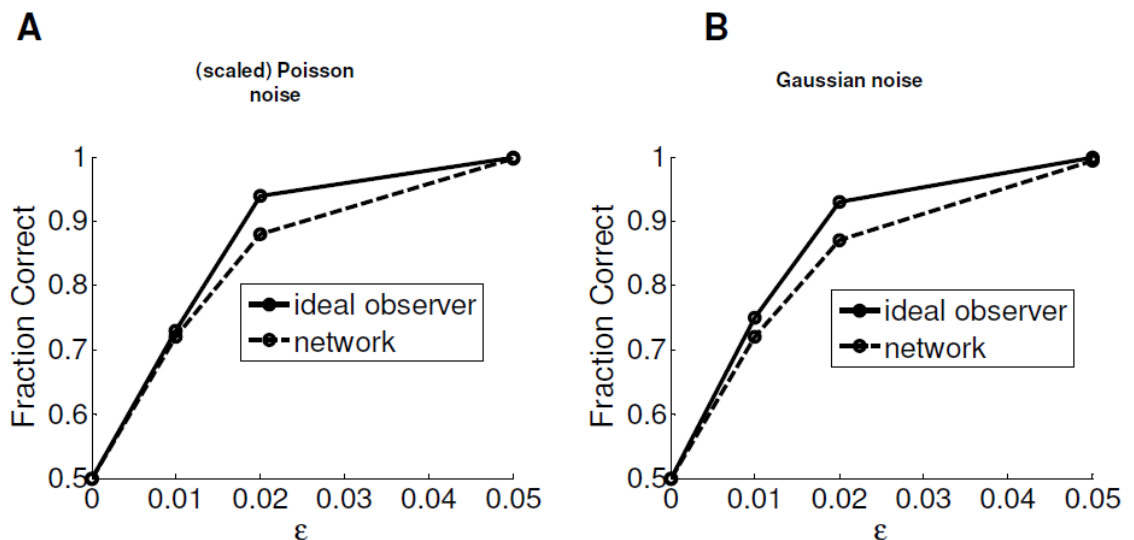 A
(scaled) Poisson
noise
Fraction Correct
1
0.9
0.8
0.7
0.6
0.5
ideal observer
network
0 0.01 0.02 0.03 0.04 0.05
ε
B
Gaussian noise
Fraction Correct
1
0.9
0.8
0.7
0.6
0.5
ideal observer
network
0 0.01 0.02 0.03 0.04 0.05
ε